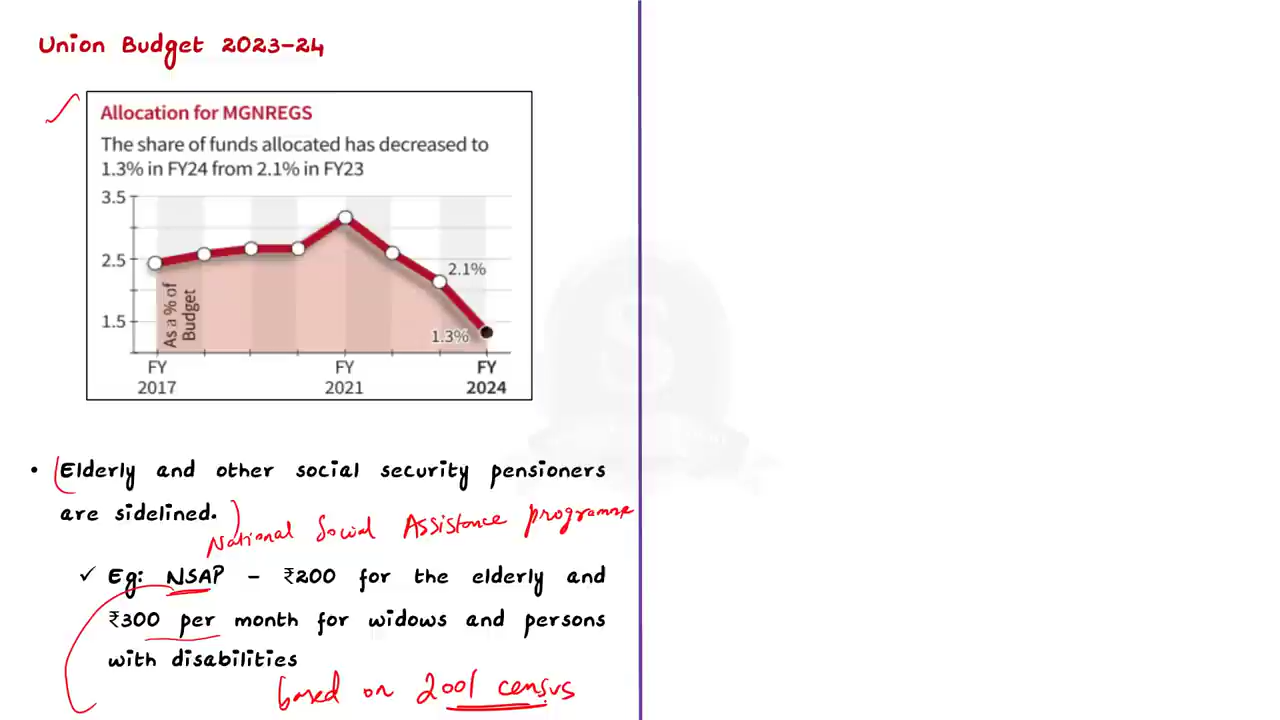 Union Budget 2023-24
Allocation for MGNREGS
The share of funds allocated has decreased to
1.3% in FY24 from 2.1% in FY23
3.5
2.5
1.5
As a % of
Budget
2.1%
1.3%
FY
2017
FY
2021
FY
2024
• Elderly and other social security pensioners
are sidelined.
National Social Assistance programme
✓ Eg: NSAP - ₹200 for the elderly and
₹300 per month for widows and persons
with disabilities
based on 2001 census